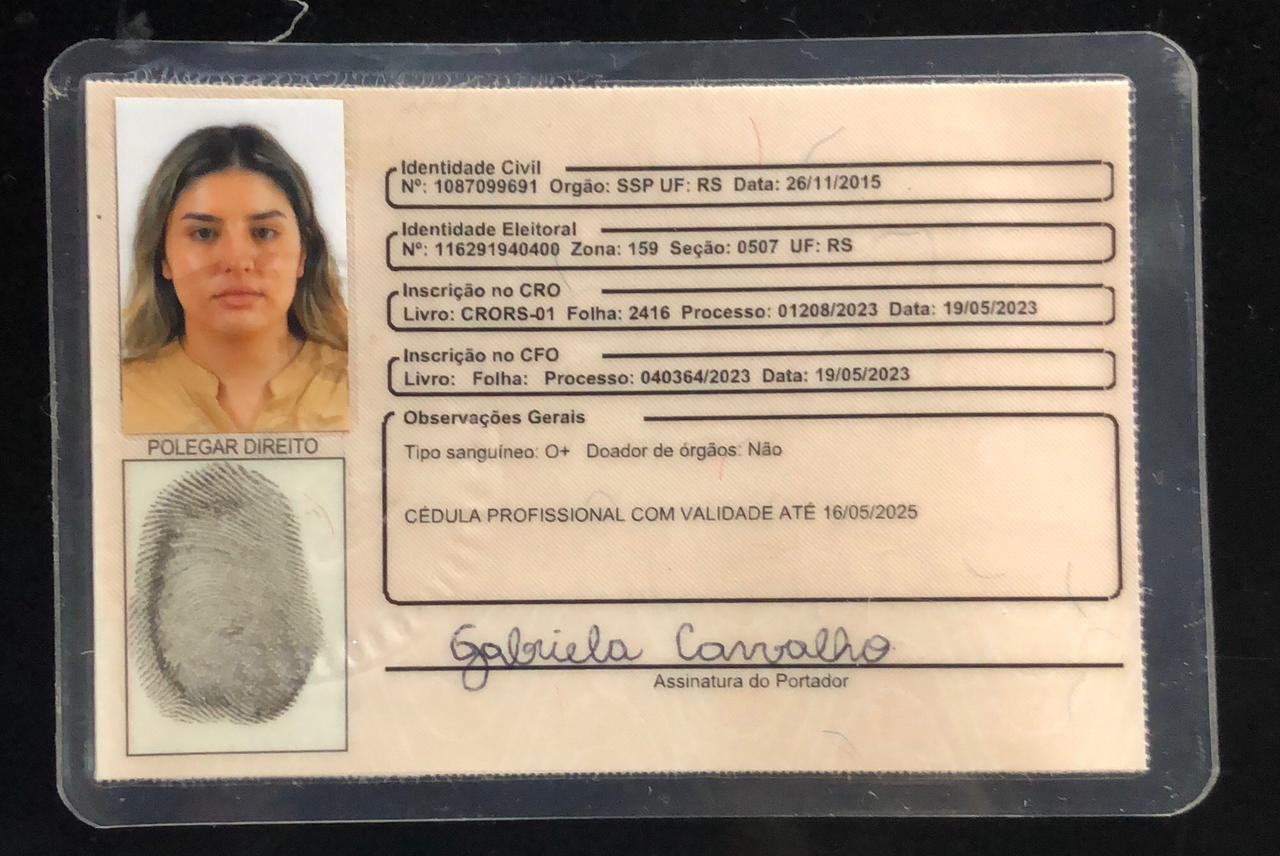 Identidade Civil
Nº: 1087099691 Orgão: SSP UF: RS Data: 26/11/2015
Identidade Eleitoral
Nº: 116291940400 Zona: 159 Seção: 0507 UF: RS
Inscrição no CRO
Livro: CRORS-01 Folha: 2416 Processo: 01208/2023 Data: 19/05/2023
Inscrição no CFO
Livro: Folha: Processo: 040364/2023 Data: 19/05/2023
Observações Gerais
Tipo sanguíneo: O+ Doador de órgãos: Não
CÉDULA PROFISSIONAL COM VALIDADE ATÉ 16/05/2025
POLEGAR DIREITO
Gabriela Carvalho
Assinatura do Portador